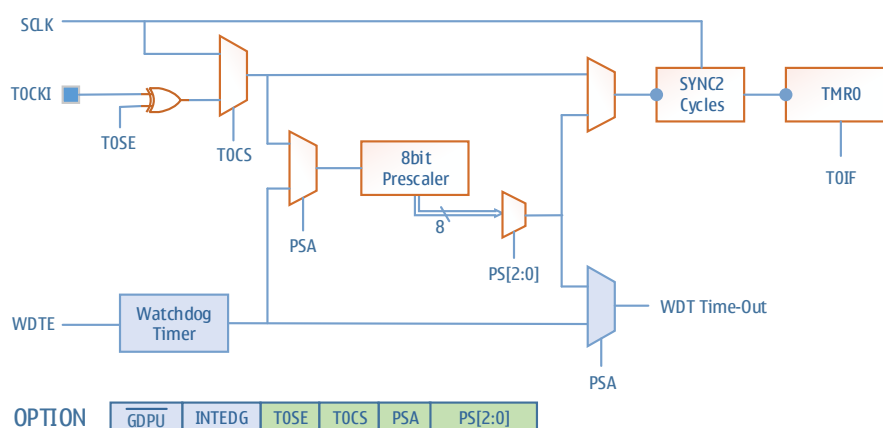 SCLK
T0CKI
T0SE
T0CS
PSA
8bit
Prescaler
8
PS[2:0]
SYNC2
Cycles
TMR0
T0IF
WDTE
Watchdog
Timer
WDT Time-Out
PSA
OPTION GDPU INTEDG T0SE T0CS PSA PS[2:0]